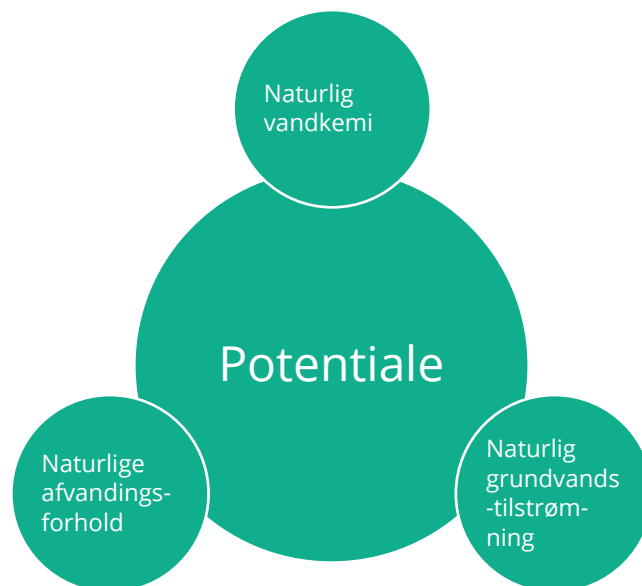 Naturlig
vandkemi
Potentiale
Naturlige
afvandings-
forhold
Naturlig
grundvands
-tilstrøm-
ning